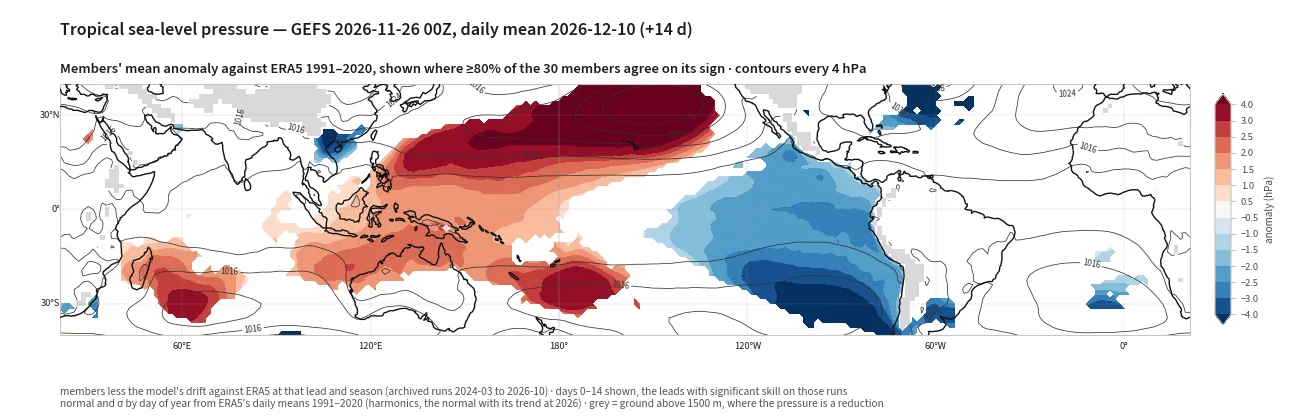 Tropical sea-level pressure — GEFS 2026-11-26 00Z, daily mean 2026-12-10 (+14 d)
Members' mean anomaly against ERA5 1991–2020, shown where ≥80% of the 30 members agree on its sign · contours every 4 hPa
30°N
0°
30°S
60°E
120°E
180°
120°W
60°W
0°
1016
1016
1024
1016
1024
1016
1016
1016
1016
1016
4.0
3.0
2.5
2.0
1.5
1.0
0.5
−0.5
−1.0
−1.5
−2.0
−2.5
−3.0
−4.0
anomaly (hPa)
members less the model's drift against ERA5 at that lead and season (archived runs 2024-03 to 2026-10) · days 0–14 shown, the leads with significant skill on those runs
normal and σ by day of year from ERA5's daily means 1991–2020 (harmonics, the normal with its trend at 2026) · grey = ground above 1500 m, where the pressure is a reduction